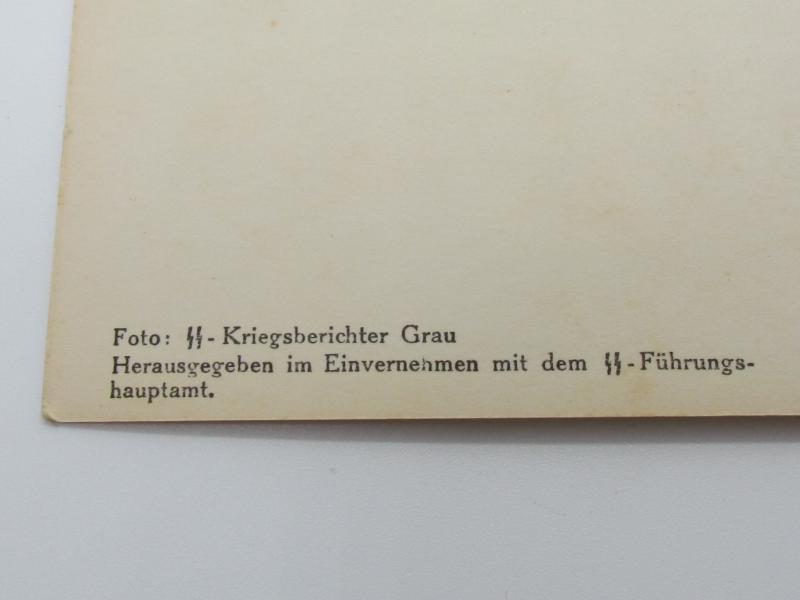 Foto: ᛋᛋ - Kriegsberichter Grau
Herausgegeben im Einvernehmen mit dem ᛋᛋ - Führungs-
hauptamt.